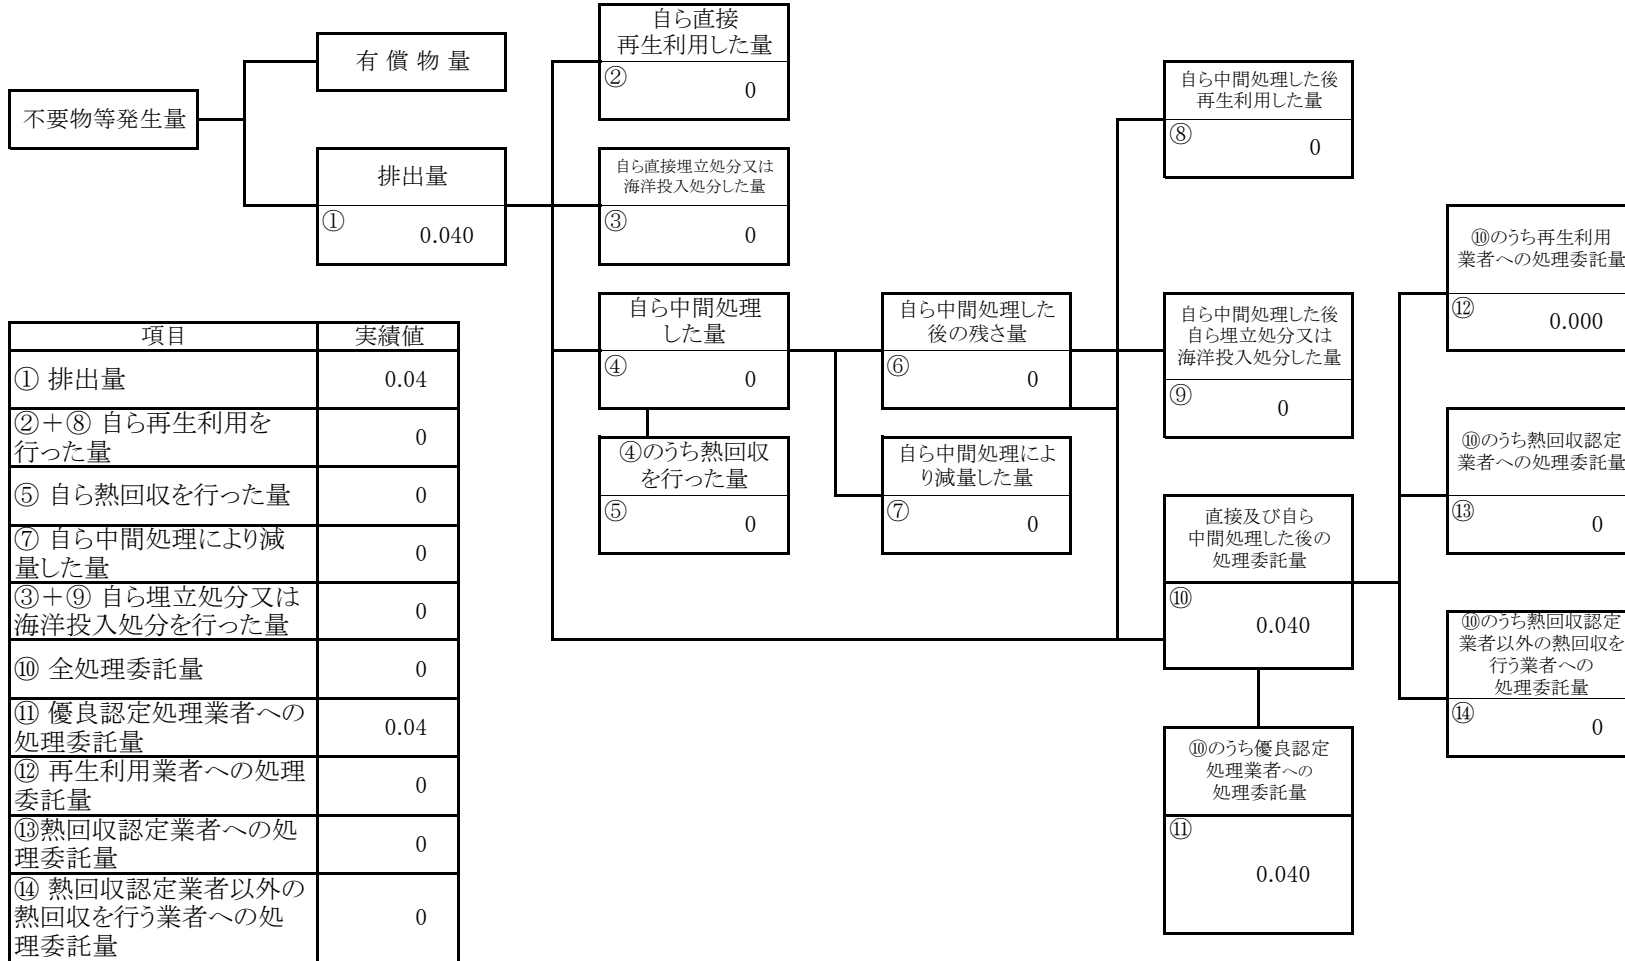 不要物等発生量
有償物量
排出量
①
0.040
自ら直接
再生利用した量
②
0
自ら直接埋立処分又は
海洋投入処分した量
③
0
自ら中間処理
した量
④
0
④のうち熱回収
を行った量
⑤
0
自ら中間処理した
後の残さ量
⑥
0
自ら中間処理によ
り減量した量
⑦
0
自ら中間処理した後
再生利用した量
⑧
0
自ら中間処理した後
自ら埋立処分又は
海洋投入処分した量
⑨
0
直接及び自ら
中間処理した後の
処理委託量
⑩
0.040
⑩のうち優良認定
処理業者への
処理委託量
⑪
0.040
⑩のうち再生利用
業者への処理委託量
⑫
0.000
⑩のうち熱回収認定
業者への処理委託量
⑬
0
⑩のうち熱回収認定
業者以外の熱回収を
行う業者への
処理委託量
⑭
0
項目 実績値
① 排出量 0.04
②+⑧ 自ら再生利用を
行った量 0
⑤ 自ら熱回収を行った量 0
⑦ 自ら中間処理により減
量した量 0
③+⑨ 自ら埋立処分又は
海洋投入処分を行った量 0
⑩ 全処理委託量 0
⑪ 優良認定処理業者への
処理委託量 0.04
⑫ 再生利用業者への処理
委託量 0
⑬熱回収認定業者への処
理委託量 0
⑭ 熱回収認定業者以外の
熱回収を行う業者への処
理委託量 0